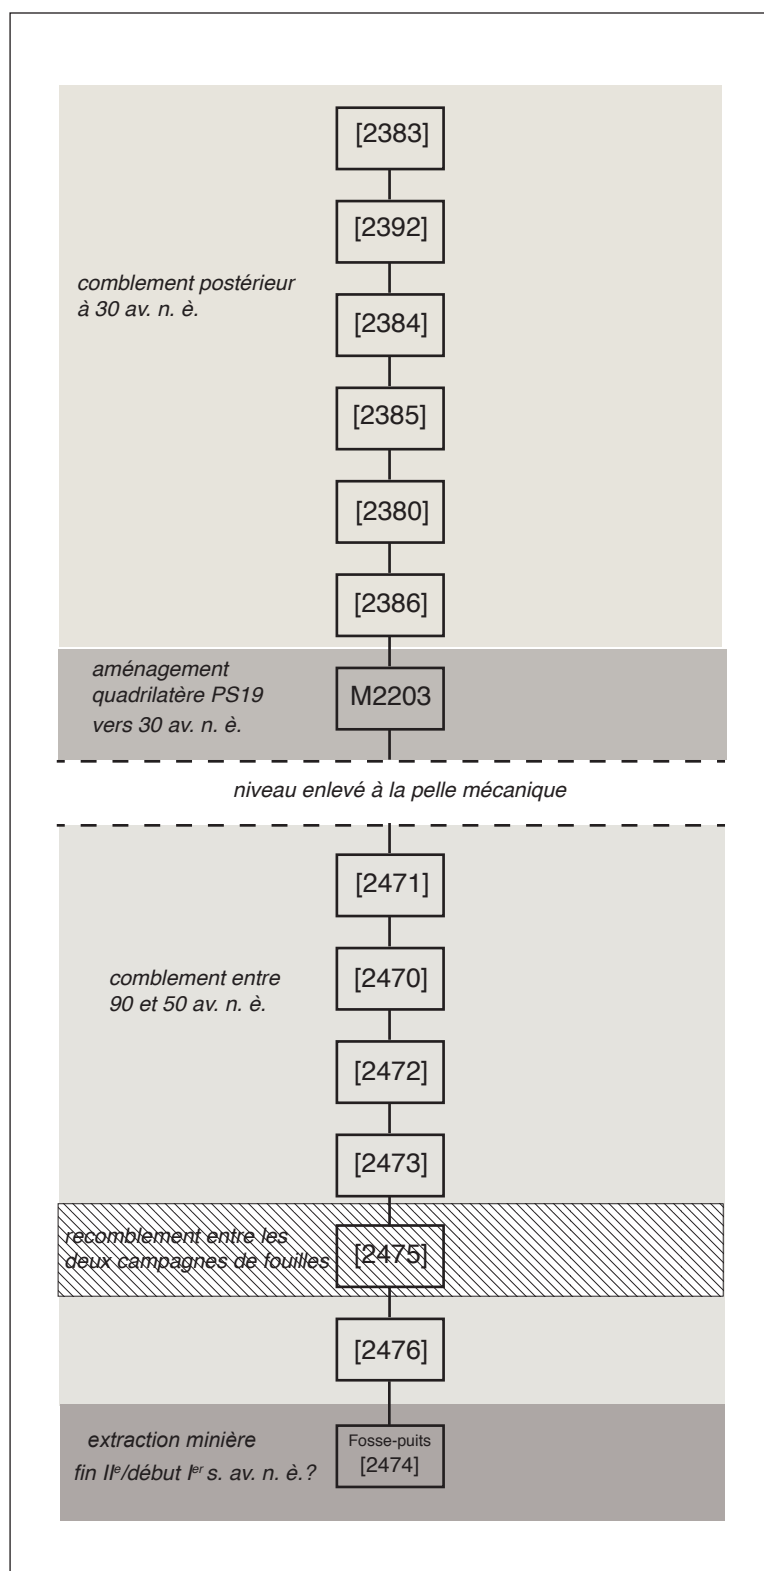 [2383]
[2392]
comblement postérieur
à 30 av. n. è.
[2384]
[2385]
[2380]
[2386]
aménagement
quadrilatère PS19
vers 30 av. n. è.
M2203
niveau enlevé à la pelle mécanique
[2471]
comblement entre
90 et 50 av. n. è.
[2470]
[2472]
[2473]
recomblement entre les
deux campagnes de fouilles
[2475]
[2476]
extraction minière
fin IIe/début Ier s. av. n. è.?
Fosse-puits
[2474]